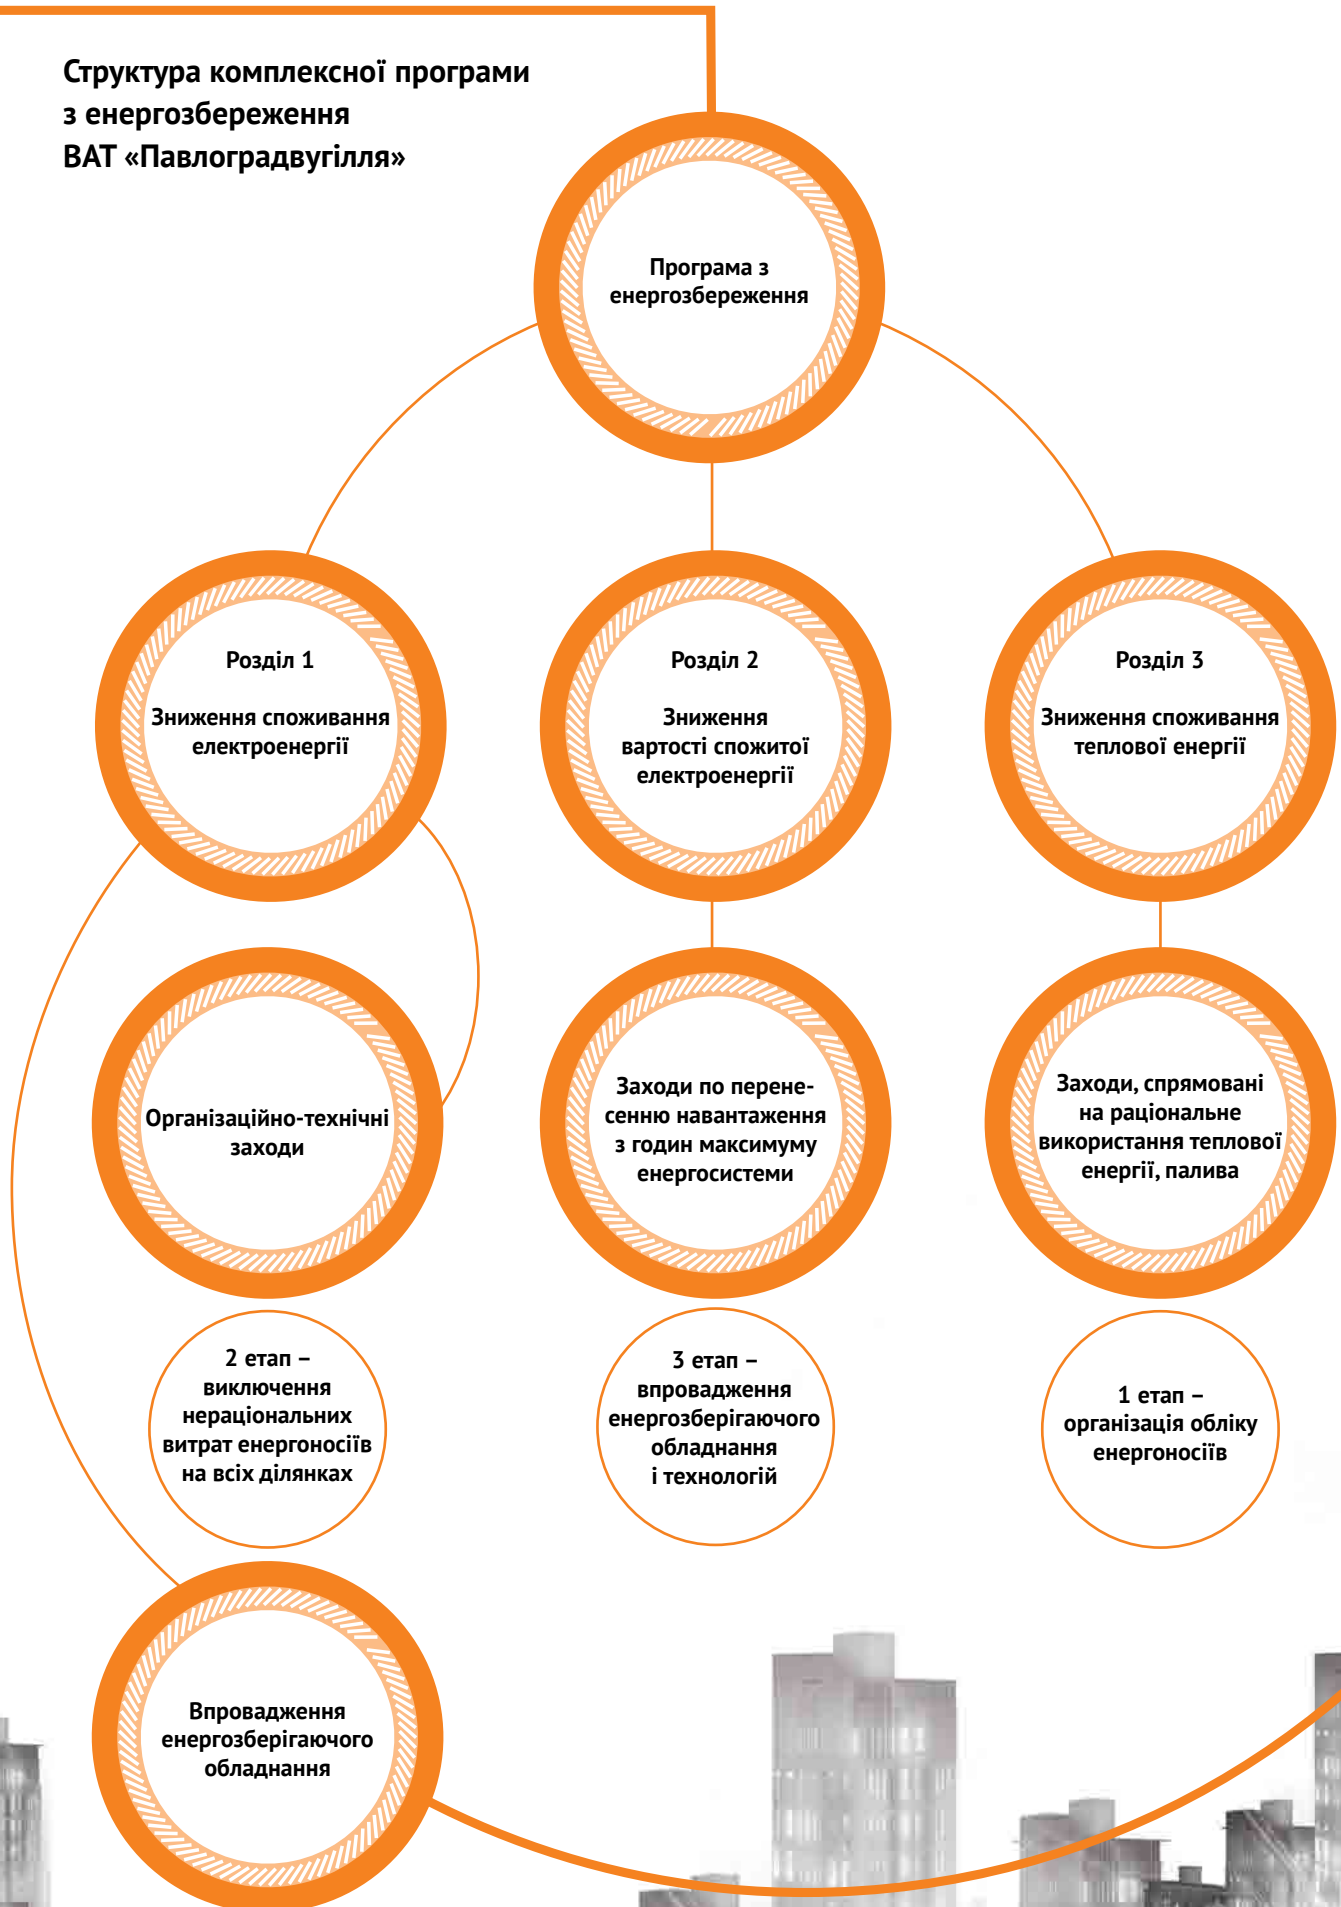 Структура комплексної програми
з енергозбереження
ВАТ «Павлоградвугілля»
Програма з
енергозбереження
Розділ 1
Зниження споживання
електроенергії
Розділ 2
Зниження
вартості спожитої
електроенергії
Розділ 3
Зниження споживання
теплової енергії
Організаційно-технічні
заходи
Заходи по перене-
сенню навантаження
з годин максимуму
енергосистеми
Заходи, спрямовані
на раціональне
використання теплової
енергії, палива
2 етап –
виключення
нераціональних
витрат енергоносіїв
на всіх ділянках
3 етап –
впровадження
енергозберігаючого
обладнання
і технологій
1 етап –
організація обліку
енергоносіїв
Впровадження
енергозберігаючого
обладнання